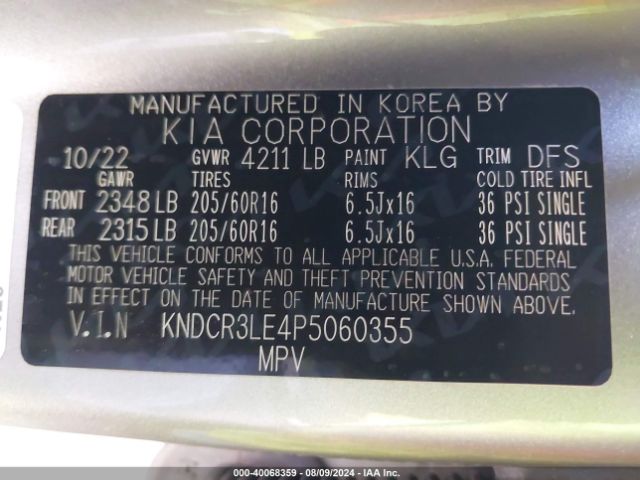 MANUFACTURED IN KOREA BY
KIA CORPORATION
10/22 GVWR 4211 LB PAINT KLG TRIM DFS
GAWR TIRES RIMS COLD TIRE INFL
FRONT 2348 LB 205/60R16 6.5Jx16 36 PSI SINGLE
REAR 2315 LB 205/60R16 6.5Jx16 36 PSI SINGLE
THIS VEHICLE CONFORMS TO ALL APPLICABLE U.S.A. FEDERAL
MOTOR VEHICLE SAFETY AND THEFT PREVENTION STANDARDS
IN EFFECT ON THE DATE OF MANUFACTURE SHOWN ABOVE.
V.I.N KNDCR3LE4P5060355
MPV
COPART-40068359 - 08/09/2024 - IAA Inc.